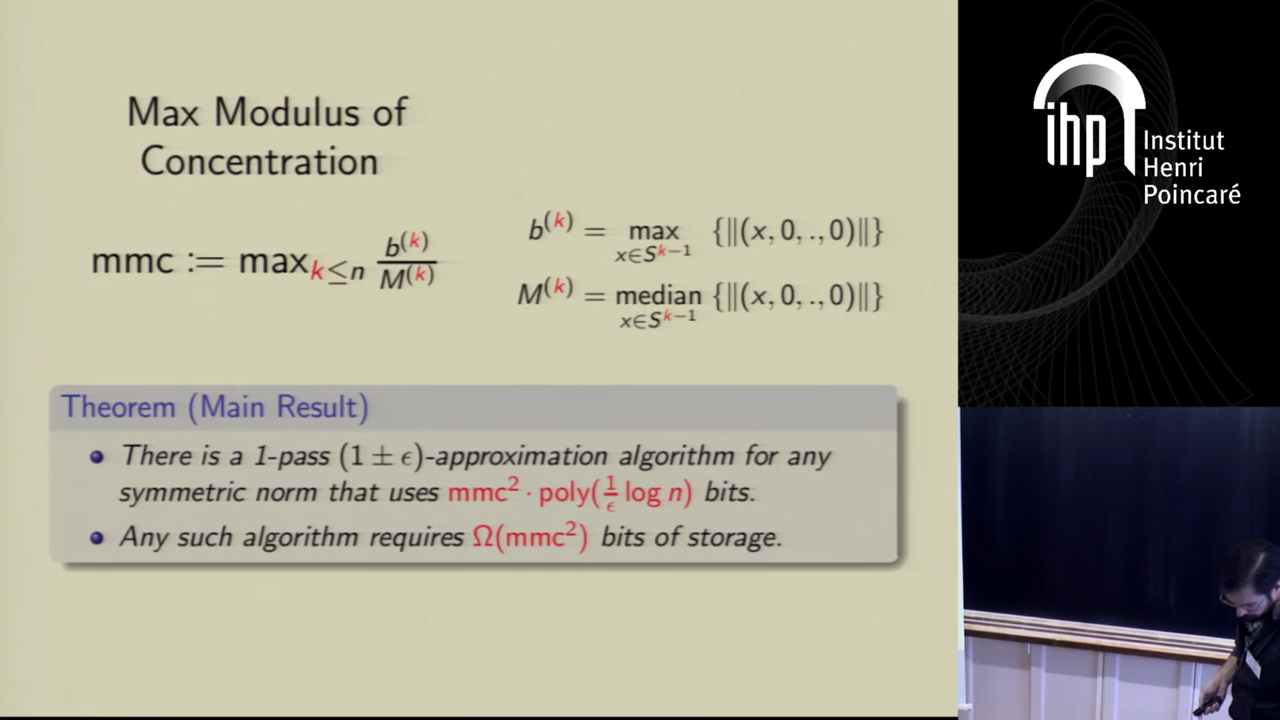 Max Modulus of
Concentration
mmc := max_{k≤n} b^{(k)} / M^{(k)}
b^{(k)} = max_{x∈S^{k−1}} {‖(x, 0, ., 0)‖}
M^{(k)} = median_{x∈S^{k−1}} {‖(x, 0, ., 0)‖}
Theorem (Main Result)
There is a 1-pass (1 ± ϵ)-approximation algorithm for any
symmetric norm that uses mmc² · poly(1/ϵ log n) bits.
Any such algorithm requires Ω(mmc²) bits of storage.
ihp
Institut
Henri
Poincaré